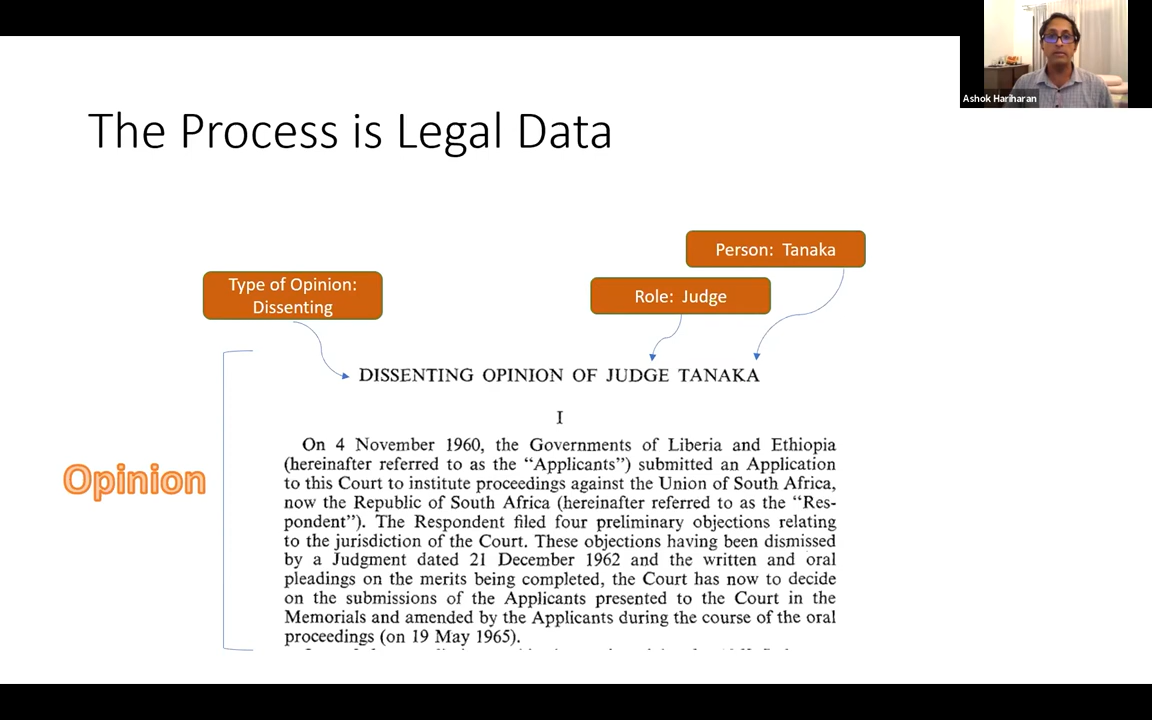 Ashok Hariharan
The Process is Legal Data
Person: Tanaka
Type of Opinion:
Dissenting
Role: Judge
DISSENTING OPINION OF JUDGE TANAKA
I
Opinion
On 4 November 1960, the Governments of Liberia and Ethiopia
(hereinafter referred to as the “Applicants”) submitted an Application
to this Court to institute proceedings against the Union of South Africa,
now the Republic of South Africa (hereinafter referred to as the “Res-
pondent”). The Respondent filed four preliminary objections relating
to the jurisdiction of the Court. These objections having been dismissed
by a Judgment dated 21 December 1962 and the written and oral
pleadings on the merits being completed, the Court has now to decide
on the submissions of the Applicants presented to the Court in the
Memorials and amended by the Applicants during the course of the oral
proceedings (on 19 May 1965).